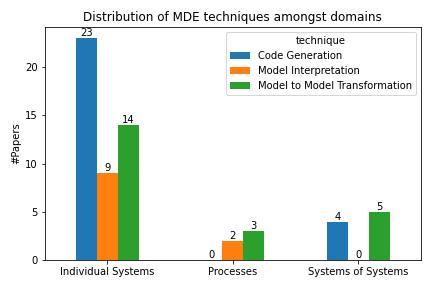 Distribution of MDE techniques amongst domains
#Papers
20
15
10
5
0
23
9
14
0
2
3
4
0
5
technique
Code Generation
Model Interpretation
Model to Model Transformation
Individual Systems
Processes
Systems of Systems